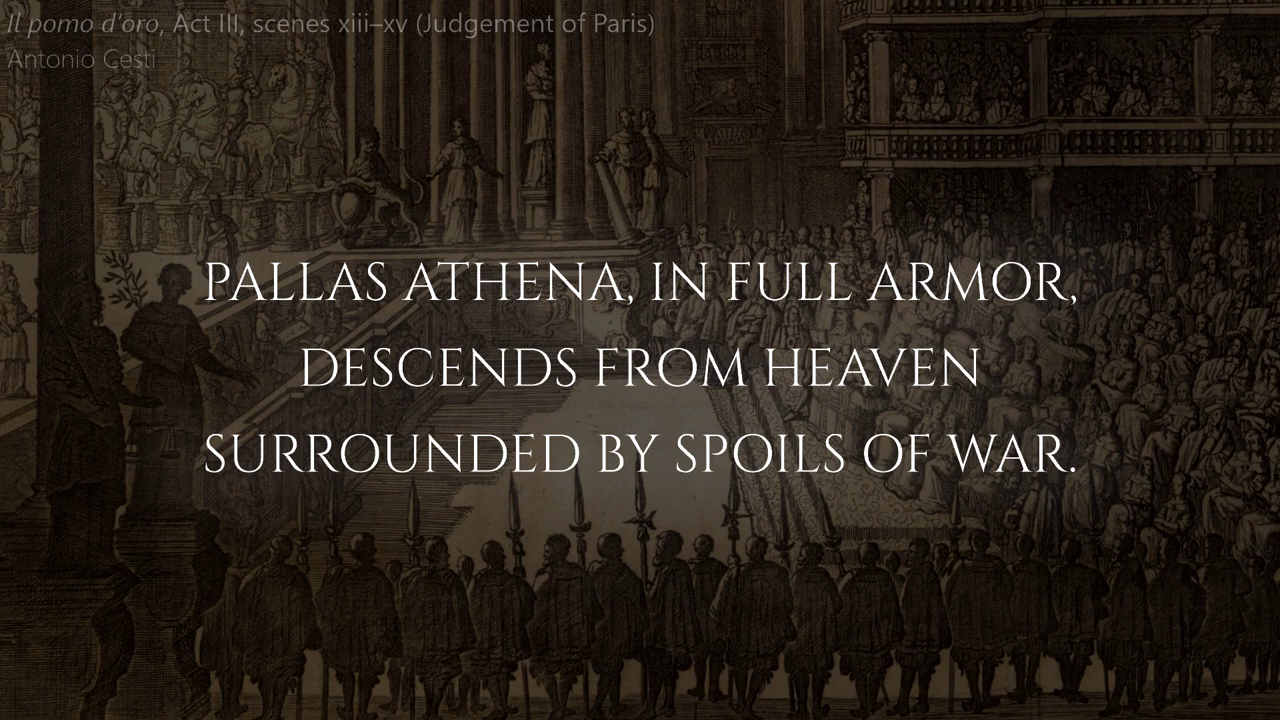 Il pomo d'oro, Act III, scenes xiii–xv (Judgement of Paris)
Antonio Cesti
PALLAS ATHENA, IN FULL ARMOR,
DESCENDS FROM HEAVEN
SURROUNDED BY SPOILS OF WAR.